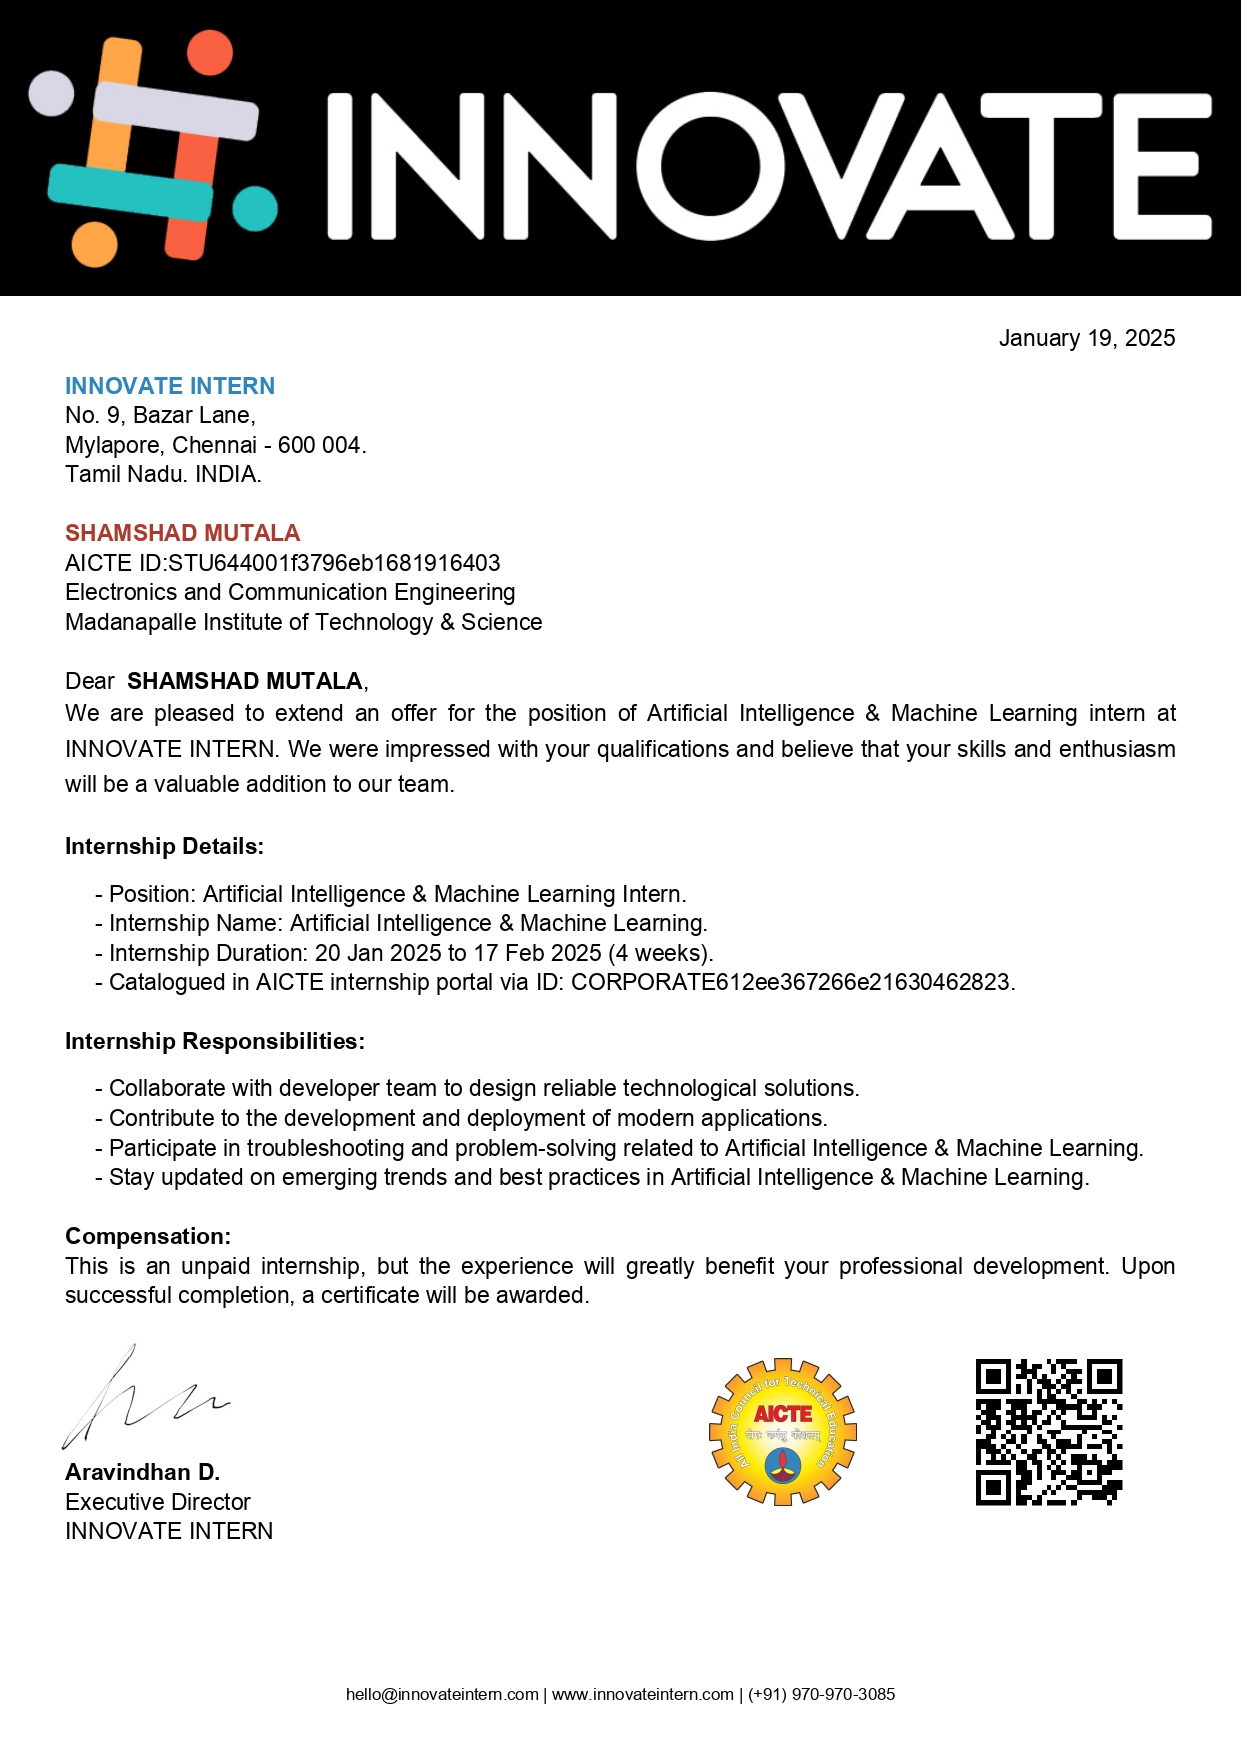 INNOVATE
January 19, 2025
INNOVATE INTERN
No. 9, Bazar Lane,
Mylapore, Chennai - 600 004.
Tamil Nadu. INDIA.
SHAMSHAD MUTALA
AICTE ID:STU644001f3796eb1681916403
Electronics and Communication Engineering
Madanapalle Institute of Technology & Science
Dear SHAMSHAD MUTALA,
We are pleased to extend an offer for the position of Artificial Intelligence & Machine Learning intern at
INNOVATE INTERN. We were impressed with your qualifications and believe that your skills and enthusiasm
will be a valuable addition to our team.
Internship Details:
- Position: Artificial Intelligence & Machine Learning Intern.
- Internship Name: Artificial Intelligence & Machine Learning.
- Internship Duration: 20 Jan 2025 to 17 Feb 2025 (4 weeks).
- Catalogued in AICTE internship portal via ID: CORPORATE612ee367266e21630462823.
Internship Responsibilities:
- Collaborate with developer team to design reliable technological solutions.
- Contribute to the development and deployment of modern applications.
- Participate in troubleshooting and problem-solving related to Artificial Intelligence & Machine Learning.
- Stay updated on emerging trends and best practices in Artificial Intelligence & Machine Learning.
Compensation:
This is an unpaid internship, but the experience will greatly benefit your professional development. Upon
successful completion, a certificate will be awarded.
All India Council for Technical Education
AICTE
योगः कर्मसु कौशलम्
Aravindhan D.
Executive Director
INNOVATE INTERN
hello@innovateintern.com | www.innovateintern.com | (+91) 970-970-3085